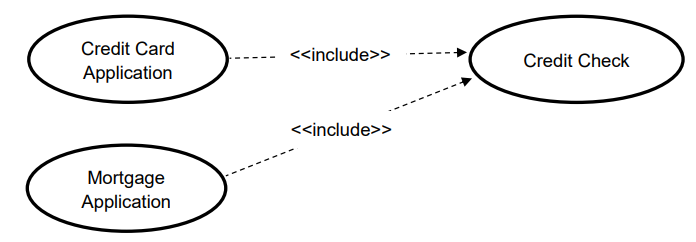 Credit Card
Application
<<include>>
Credit Check
<<include>>
Mortgage
Application